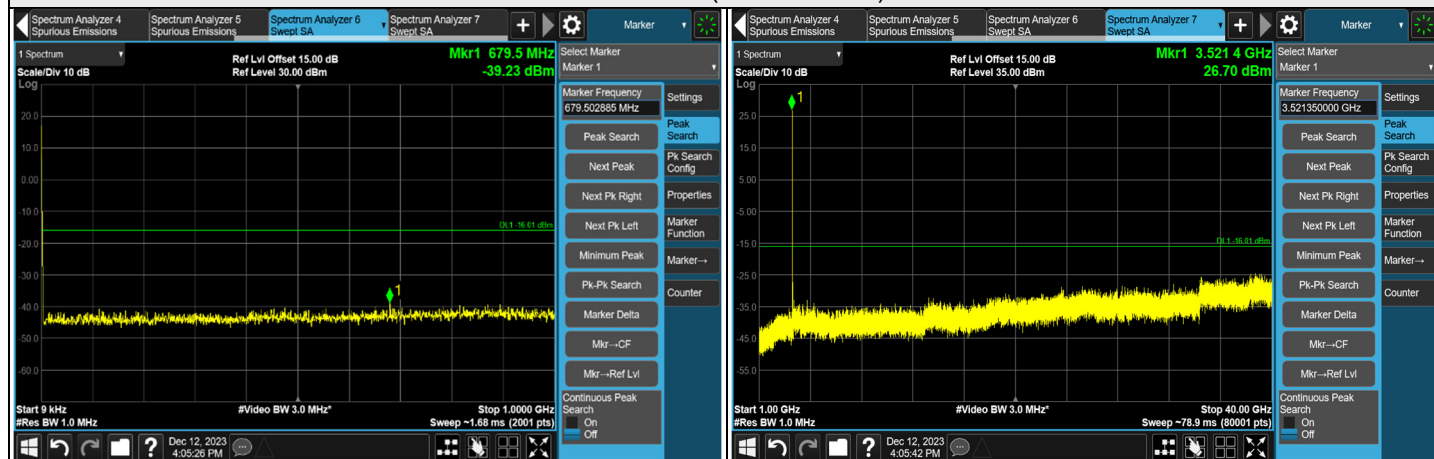 Spectrum Analyzer 4
Spurious Emissions
Spectrum Analyzer 5
Spurious Emissions
Spectrum Analyzer 6
Swept SA
Spectrum Analyzer 7
Swept SA
+
Marker
1 Spectrum
Scale/Div 10 dB
Log
Ref Lvl Offset 15.00 dB
Ref Level 30.00 dBm
Mkr1 679.5 MHz
-39.23 dBm
20.0
10.0
0.00
-10.0
-20.0
-30.0
-40.0
-50.0
-60.0
DL1 -16.01 dBm
1
Start 9 kHz
#Res BW 1.0 MHz
#Video BW 3.0 MHz*
Stop 1.0000 GHz
Sweep ~1.68 ms (2001 pts)
Select Marker
Marker 1
Marker Frequency
679.502885 MHz
Peak Search
Next Peak
Next Pk Right
Next Pk Left
Minimum Peak
Pk-Pk Search
Marker Delta
Mkr→CF
Mkr→Ref Lvl
Continuous Peak
Search
On
Off
Settings
Peak
Search
Pk Search
Config
Properties
Marker
Function
Marker→
Counter
?
Dec 12, 2023
4:05:26 PM
Spectrum Analyzer 4
Spurious Emissions
Spectrum Analyzer 5
Spurious Emissions
Spectrum Analyzer 6
Swept SA
Spectrum Analyzer 7
Swept SA
+
Marker
1 Spectrum
Scale/Div 10 dB
Log
Ref Lvl Offset 15.00 dB
Ref Level 35.00 dBm
Mkr1 3.521 4 GHz
26.70 dBm
25.0
15.0
5.00
-5.00
-15.0
-25.0
-35.0
-45.0
-55.0
DL1 -16.01 dBm
1
Start 1.00 GHz
#Res BW 1.0 MHz
#Video BW 3.0 MHz*
Stop 40.00 GHz
Sweep ~78.9 ms (80001 pts)
Select Marker
Marker 1
Marker Frequency
3.521350000 GHz
Peak Search
Next Peak
Next Pk Right
Next Pk Left
Minimum Peak
Pk-Pk Search
Marker Delta
Mkr→CF
Mkr→Ref Lvl
Continuous Peak
Search
On
Off
Settings
Peak
Search
Pk Search
Config
Properties
Marker
Function
Marker→
Counter
?
Dec 12, 2023
4:05:42 PM